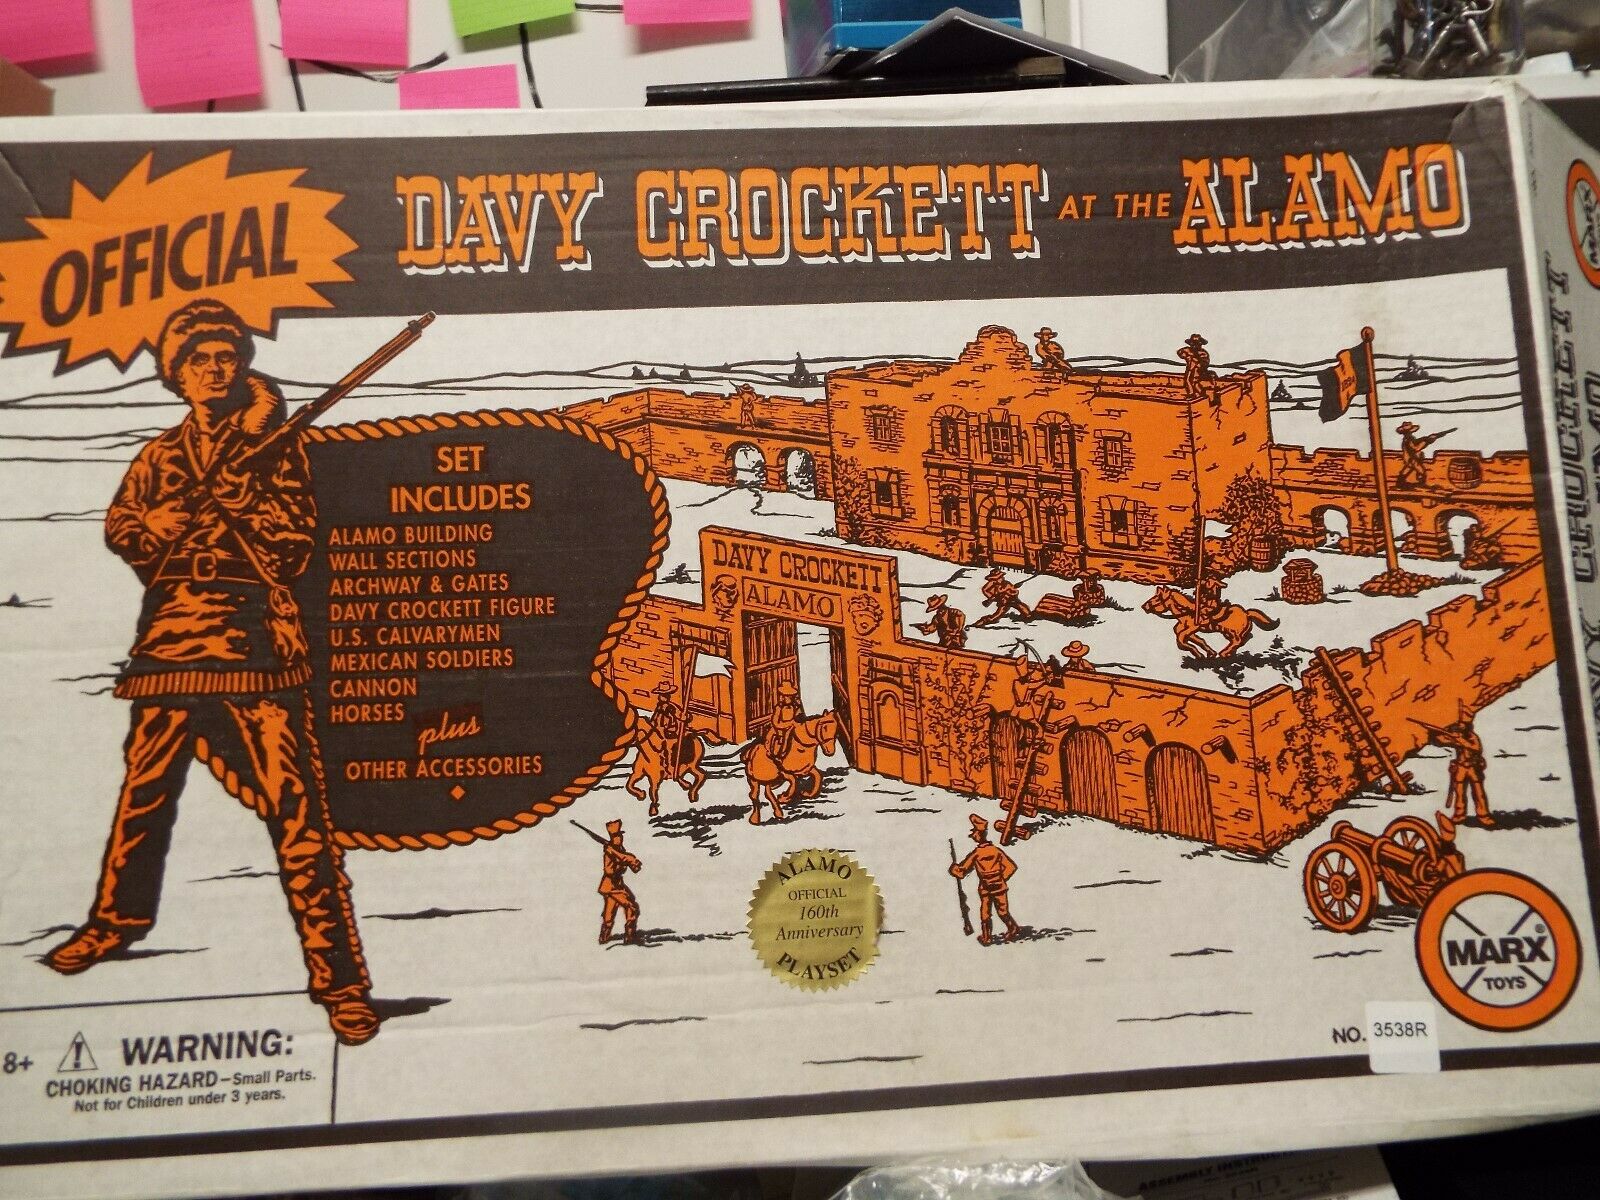 OFFICIAL
DAVY CROCKETT AT THE ALAMO
SET
INCLUDES
ALAMO BUILDING
WALL SECTIONS
ARCHWAY & GATES
DAVY CROCKETT FIGURE
U.S. CALVARYMEN
MEXICAN SOLDIERS
CANNON
HORSES
plus
OTHER ACCESSORIES
DAVY CROCKETT
ALAMO
ALAMO
OFFICIAL
160th
Anniversary
PLAYSET
MARX®
TOYS
NO. 3538R
8+
WARNING:
CHOKING HAZARD–Small Parts.
Not for Children under 3 years.
MARX
DAVY CROCKETT